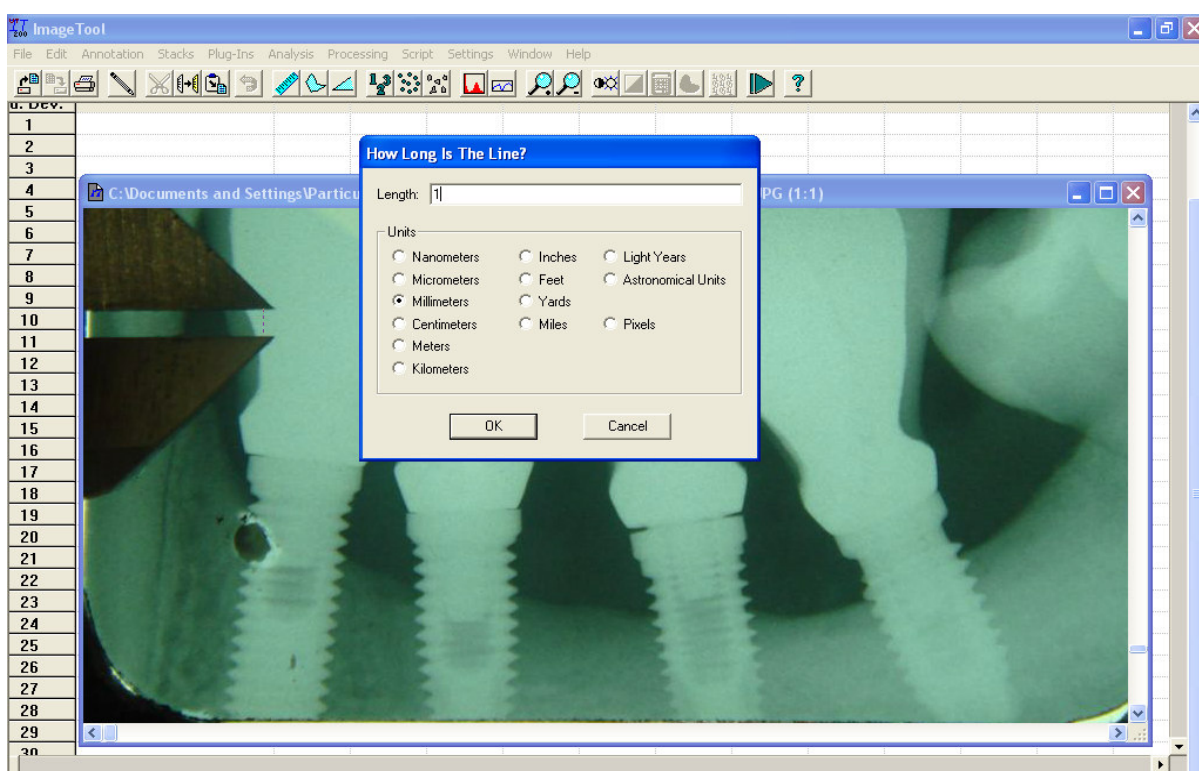 ImageTool
File Edit Annotation Stacks Plug-Ins Analysis Processing Script Settings Window Help
d. Dev.
1
2
3
4
5
6
7
8
9
10
11
12
13
14
15
16
17
18
19
20
21
22
23
24
25
26
27
28
29
30
C:\Documents and Settings\Particu
PG (1:1)
How Long Is The Line?
Length: 1
Units
Nanometers Inches Light Years
Micrometers Feet Astronomical Units
Millimeters Yards
Centimeters Miles Pixels
Meters
Kilometers
OK Cancel